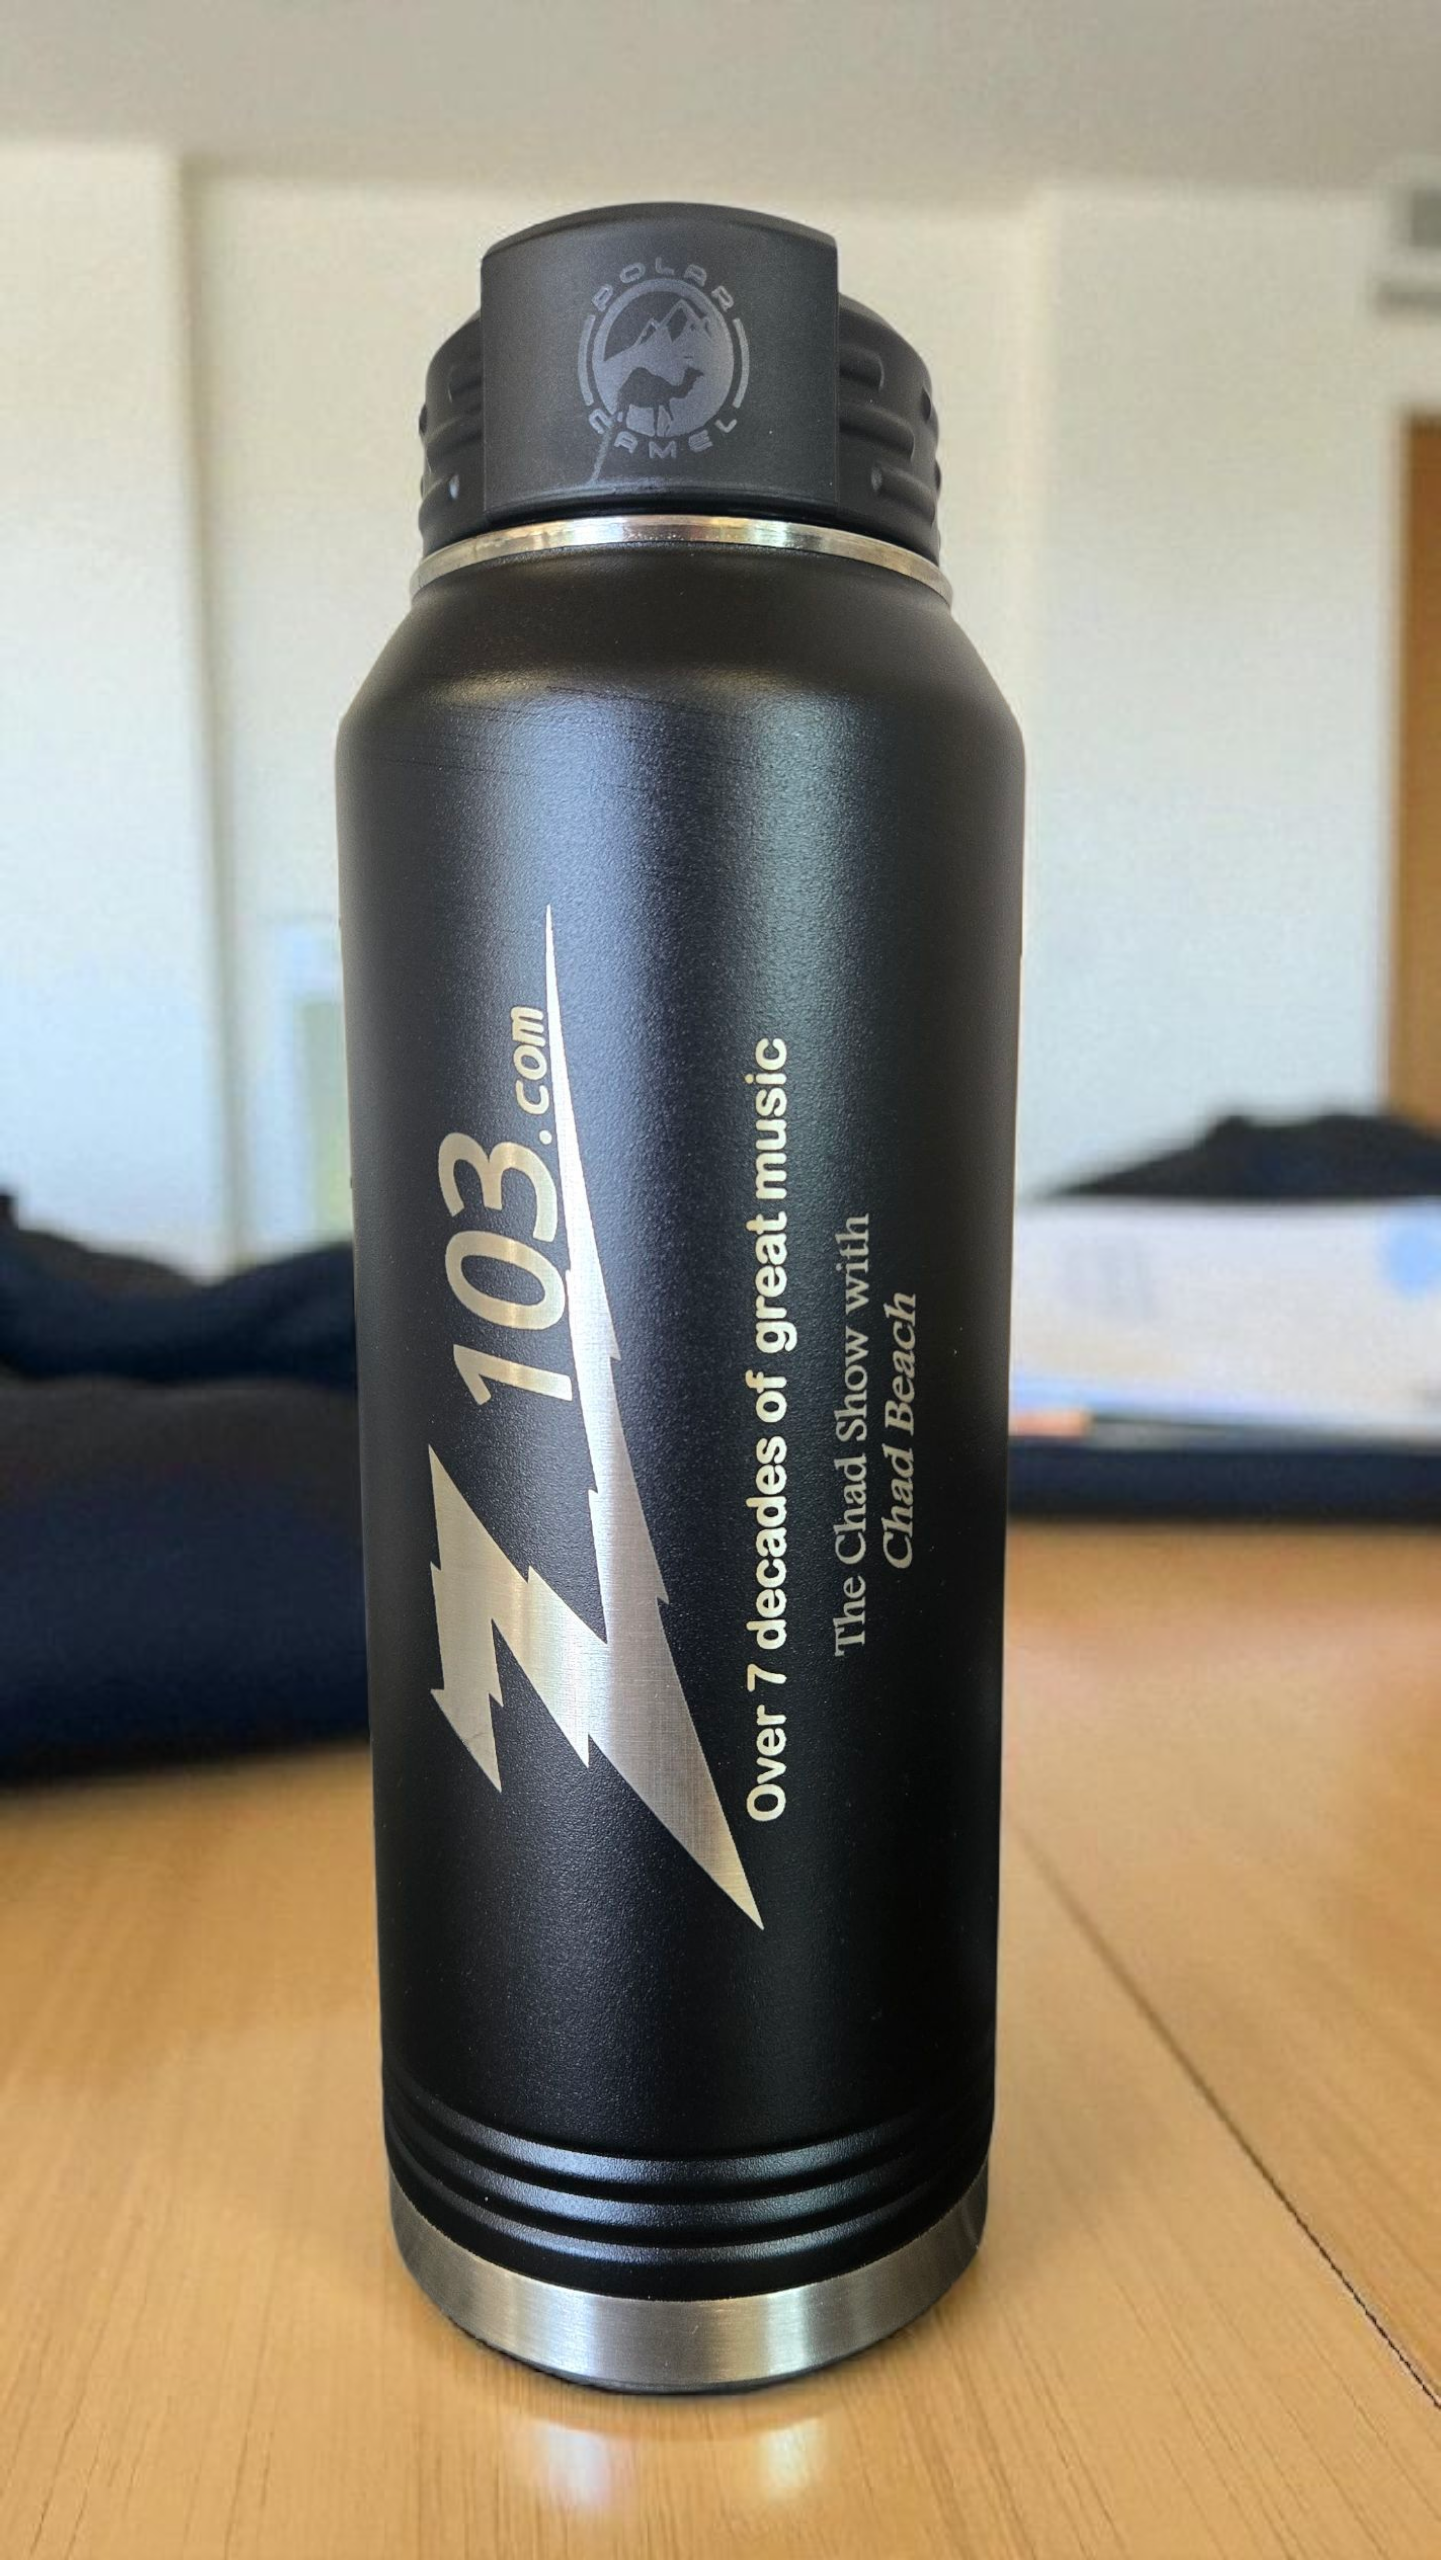 POLAR
CAMEL
Z103.com
Over 7 decades of great music
The Chad Show with
Chad Beach